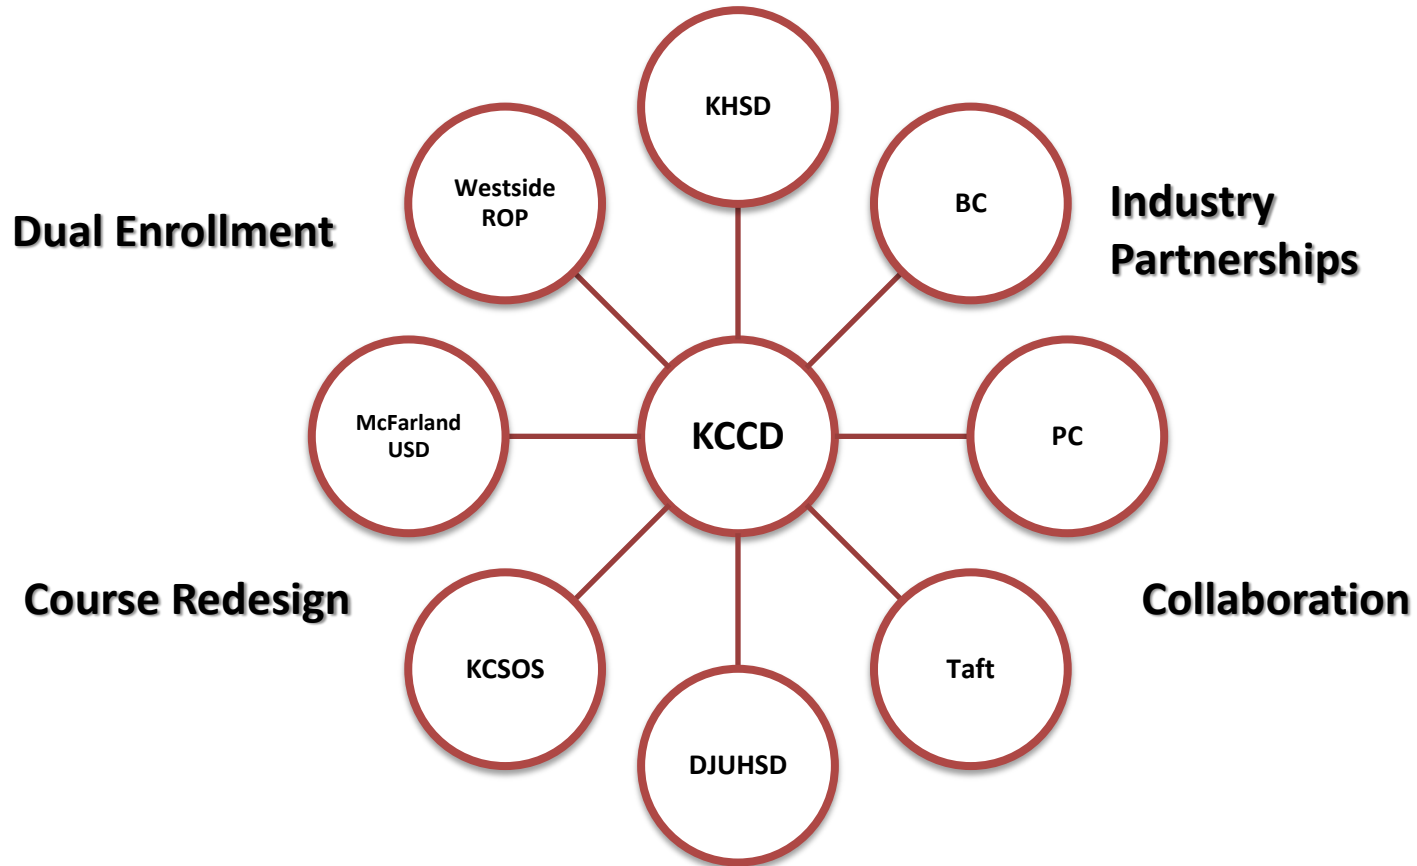 KHSD
Westside
ROP
BC
Industry
Partnerships
Dual Enrollment
McFarland
USD
KCCD
PC
Course Redesign
Collaboration
KCSOS
Taft
DJUHSD